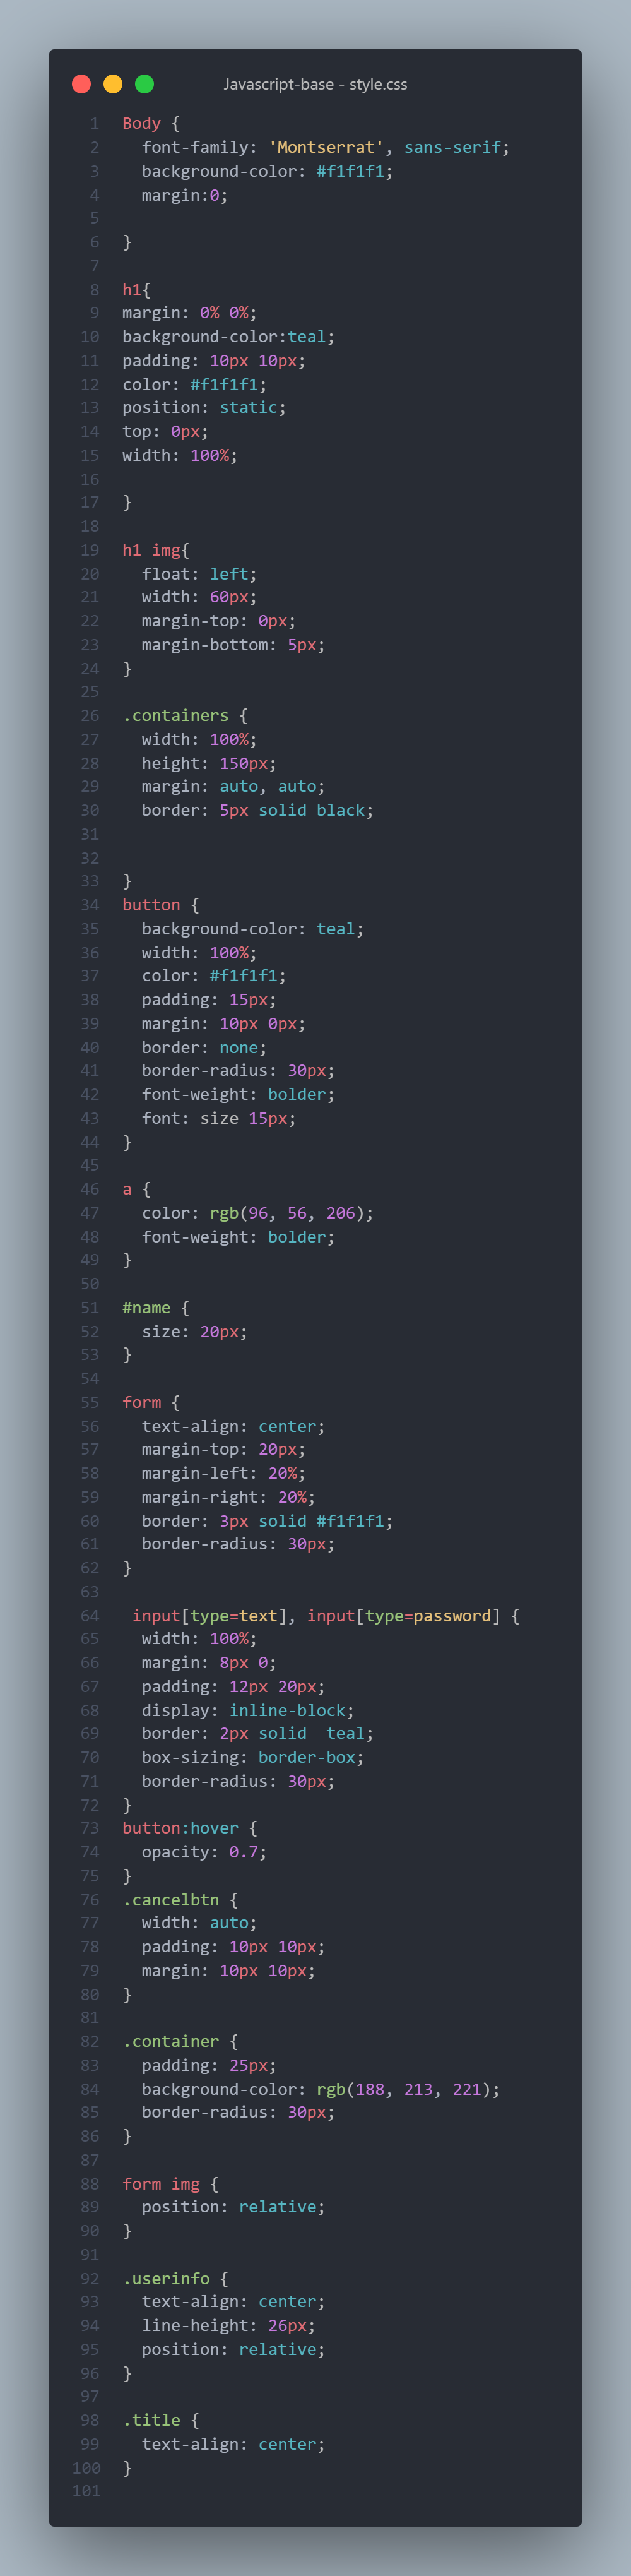 Javascript-base - style.css
1 Body {
2 font-family: 'Montserrat', sans-serif;
3 background-color: #f1f1f1;
4 margin:0;
5
6 }
7
8 h1{
9 margin: 0% 0%;
10 background-color:teal;
11 padding: 10px 10px;
12 color: #f1f1f1;
13 position: static;
14 top: 0px;
15 width: 100%;
16
17 }
18
19 h1 img{
20 float: left;
21 width: 60px;
22 margin-top: 0px;
23 margin-bottom: 5px;
24 }
25
26 .containers {
27 width: 100%;
28 height: 150px;
29 margin: auto, auto;
30 border: 5px solid black;
31
32
33 }
34 button {
35 background-color: teal;
36 width: 100%;
37 color: #f1f1f1;
38 padding: 15px;
39 margin: 10px 0px;
40 border: none;
41 border-radius: 30px;
42 font-weight: bolder;
43 font: size 15px;
44 }
45
46 a {
47 color: rgb(96, 56, 206);
48 font-weight: bolder;
49 }
50
51 #name {
52 size: 20px;
53 }
54
55 form {
56 text-align: center;
57 margin-top: 20px;
58 margin-left: 20%;
59 margin-right: 20%;
60 border: 3px solid #f1f1f1;
61 border-radius: 30px;
62 }
63
64 input[type=text], input[type=password] {
65 width: 100%;
66 margin: 8px 0;
67 padding: 12px 20px;
68 display: inline-block;
69 border: 2px solid  teal;
70 box-sizing: border-box;
71 border-radius: 30px;
72 }
73 button:hover {
74 opacity: 0.7;
75 }
76 .cancelbtn {
77 width: auto;
78 padding: 10px 10px;
79 margin: 10px 10px;
80 }
81
82 .container {
83 padding: 25px;
84 background-color: rgb(188, 213, 221);
85 border-radius: 30px;
86 }
87
88 form img {
89 position: relative;
90 }
91
92 .userinfo {
93 text-align: center;
94 line-height: 26px;
95 position: relative;
96 }
97
98 .title {
99 text-align: center;
100 }
101